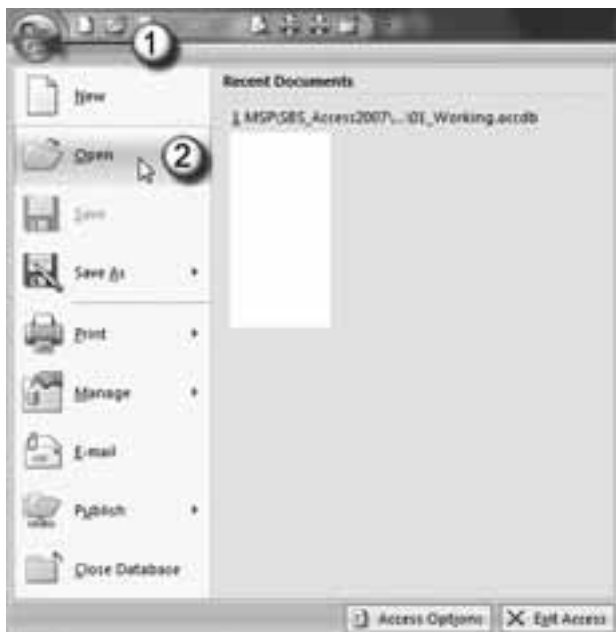 1
New
Recent Documents
1 MSP\SBS_Access2007\...\01_Working.accdb
Open
2
Save
Save As
Print
Manage
E-mail
Publish
Close Database
Access Options
Exit Access